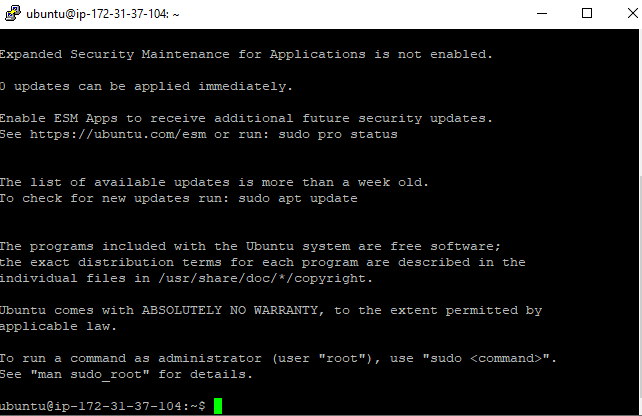 ubuntu@ip-172-31-37-104: ~
Expanded Security Maintenance for Applications is not enabled.
0 updates can be applied immediately.
Enable ESM Apps to receive additional future security updates.
See https://ubuntu.com/esm or run: sudo pro status
The list of available updates is more than a week old.
To check for new updates run: sudo apt update
The programs included with the Ubuntu system are free software;
the exact distribution terms for each program are described in the
individual files in /usr/share/doc/*/copyright.
Ubuntu comes with ABSOLUTELY NO WARRANTY, to the extent permitted by
applicable law.
To run a command as administrator (user "root"), use "sudo <command>".
See "man sudo_root" for details.
ubuntu@ip-172-31-37-104:~$